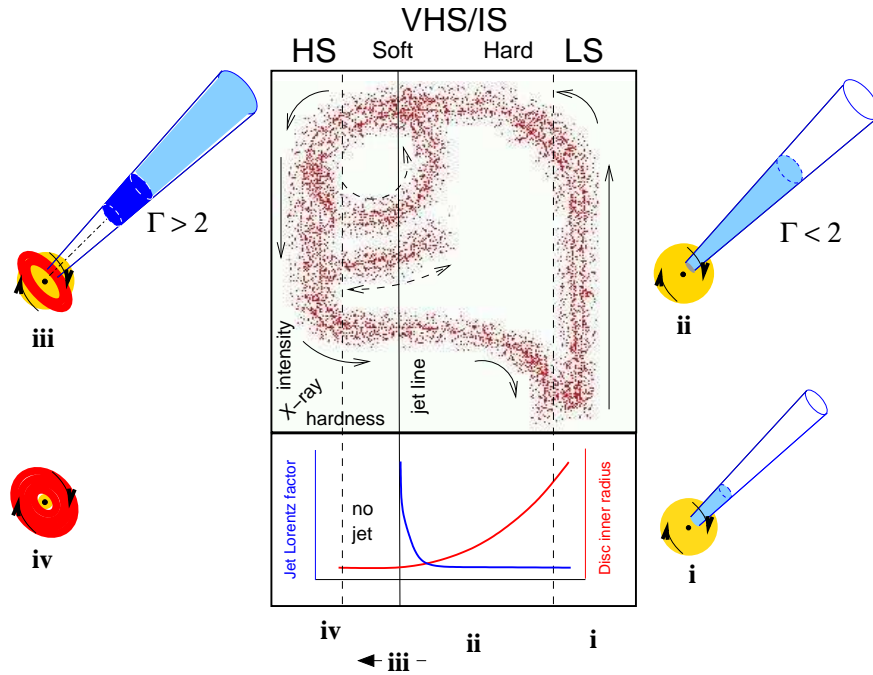 VHS/IS
HS Soft Hard LS
Γ > 2
Γ < 2
iii
ii
intensity
X-ray
hardness
jet line
Jet Lorentz factor
no
jet
Disc inner radius
iv
i
iv ii i
iii